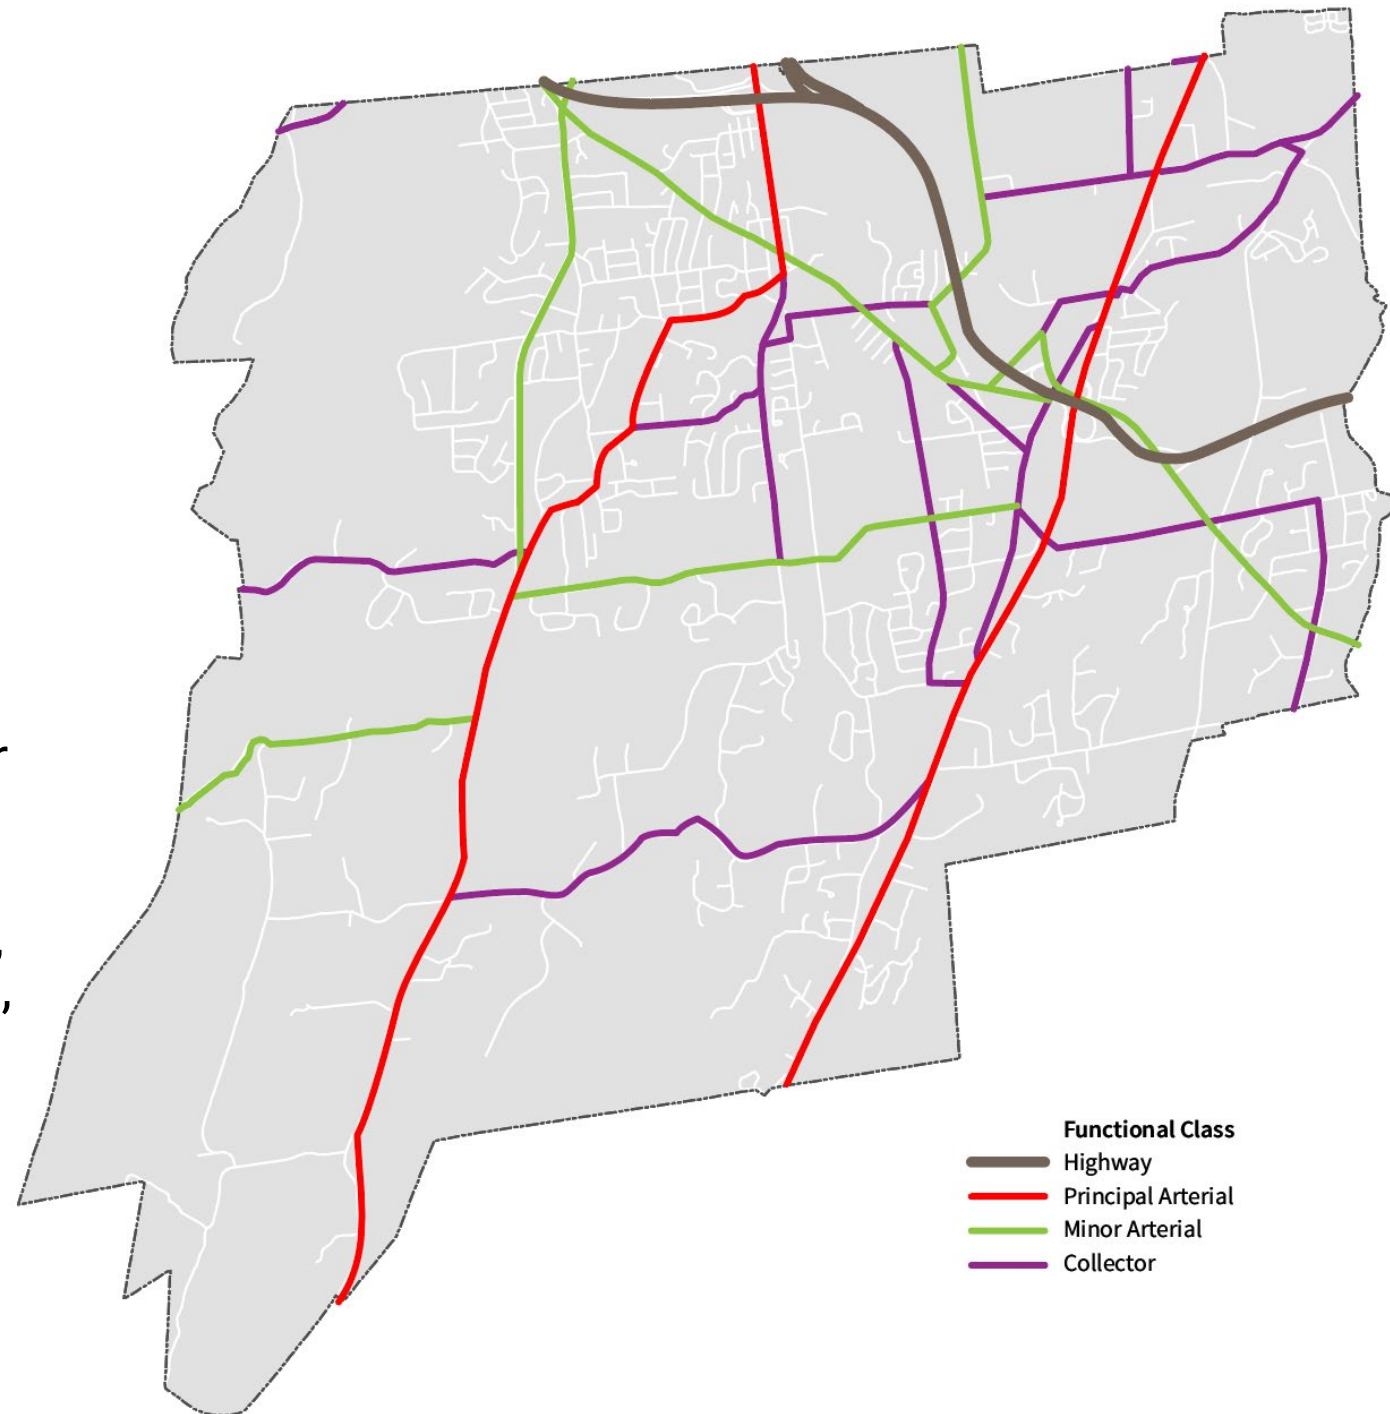 r
,
,
Functional Class
Highway
Principal Arterial
Minor Arterial
Collector